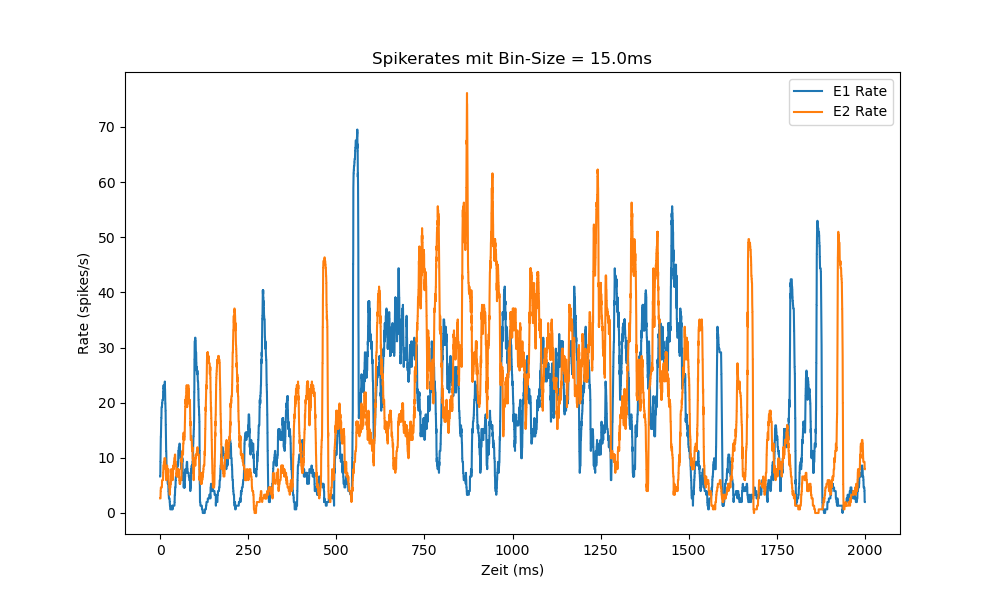 Spikerates mit Bin-Size = 15.0ms
E1 Rate
E2 Rate
70
60
50
40
30
20
10
0
Rate (spikes/s)
0 250 500 750 1000 1250 1500 1750 2000
Zeit (ms)